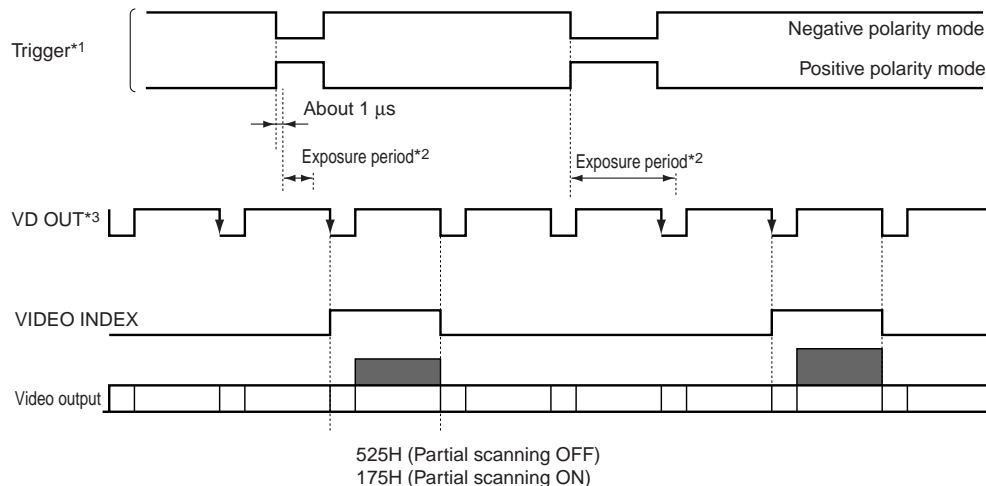 Negative polarity mode
Trigger*1
Positive polarity mode
About 1 μs
Exposure period*2
Exposure period*2
VD OUT*3
VIDEO INDEX
Video output
525H (Partial scanning OFF)
175H (Partial scanning ON)